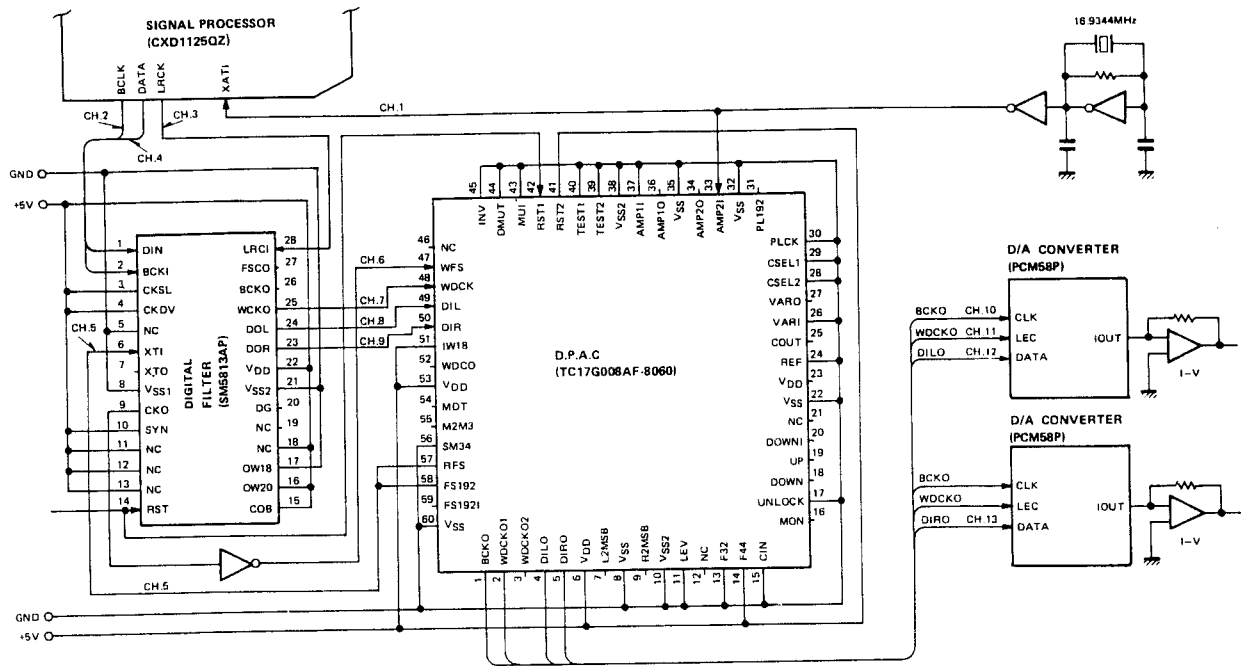 SIGNAL PROCESSOR
(CXD1125QZ)
BCLK
DATA
LRCK
XATI
CH.2
CH.3
CH.4
CH.1
16.9344MHz
GND
+5V
DIGITAL
FILTER
(SM5813AP)
1 DIN
2 BCKI
3 CKSL
4 CKDV
5 NC
6 XTI
7 XTO
8 VSS1
9 CKO
10 SYN
11 NC
12 NC
13 NC
14 RST
LRCI 28
FSCO 27
BCKO 26
WCKO 25
DOL 24
DOR 23
VDD 22
VSS2 21
DG 20
NC 19
NC 18
OW18 17
OW20 16
COB 15
CH.5
CH.6
CH.7
CH.8
CH.9
CH.5
D.P.A.C
(TC17G008AF-8060)
45 INV
44 DMUT
43 MUI
42 RST1
41 RST2
40 TEST1
39 TEST2
38 VSS2
37 AMP1I
36 AMP1O
35 VSS
34 AMP2O
33 AMP2I
32 VSS
31 PL192
46 NC
47 WFS
48 WDCK
49 DIL
50 DIR
51 IW18
52 WDCO
53 VDD
54 MDT
55 M2M3
56 SM34
57 RFS
58 FS192
59 FS192I
60 VSS
PLCK 30
CSEL1 29
CSEL2 28
VARO 27
VARI 26
COUT 25
REF 24
VDD 23
VSS 22
NC 21
DOWNI 20
UP 19
DOWN 18
UNLOCK 17
MON 16
BCKO 1
WDCKO1 2
WDCKO2 3
DILO 4
DIRO 5
VDD 6
L2MSB 7
VSS 8
R2MSB 9
VSS2 10
LEV 11
NC 12
F32 13
F44 14
CIN 15
GND
+5V
D/A CONVERTER
(PCM58P)
BCKO CH.10 CLK
WDCKO CH.11 LEC
DILO CH.12 DATA
IOUT
I-V
D/A CONVERTER
(PCM58P)
BCKO CLK
WDCKO LEC
DIRO CH.13 DATA
IOUT
I-V